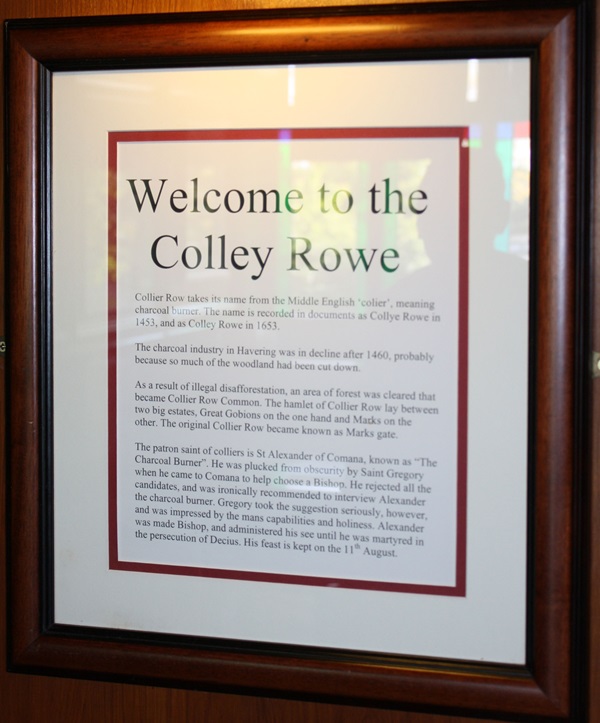 Welcome to the
Colley Rowe
Collier Row takes its name from the Middle English 'colier', meaning
charcoal burner. The name is recorded in documents as Collye Rowe in
1453, and as Colley Rowe in 1653.
The charcoal industry in Havering was in decline after 1460, probably
because so much of the woodland had been cut down.
As a result of illegal disafforestation, an area of forest was cleared that
became Collier Row Common. The hamlet of Collier Row lay between
two big estates, Great Gobions on the one hand and Marks on the
other. The original Collier Row became known as Marks gate.
The patron saint of colliers is St Alexander of Comana, known as "The
Charcoal Burner". He was plucked from obscurity by Saint Gregory
when he came to Comana to help choose a Bishop. He rejected all the
candidates, and was ironically recommended to interview Alexander
the charcoal burner. Gregory took the suggestion seriously, however,
and was impressed by the mans capabilities and holiness. Alexander
was made Bishop, and administered his see until he was martyred in
the persecution of Decius. His feast is kept on the 11th August.